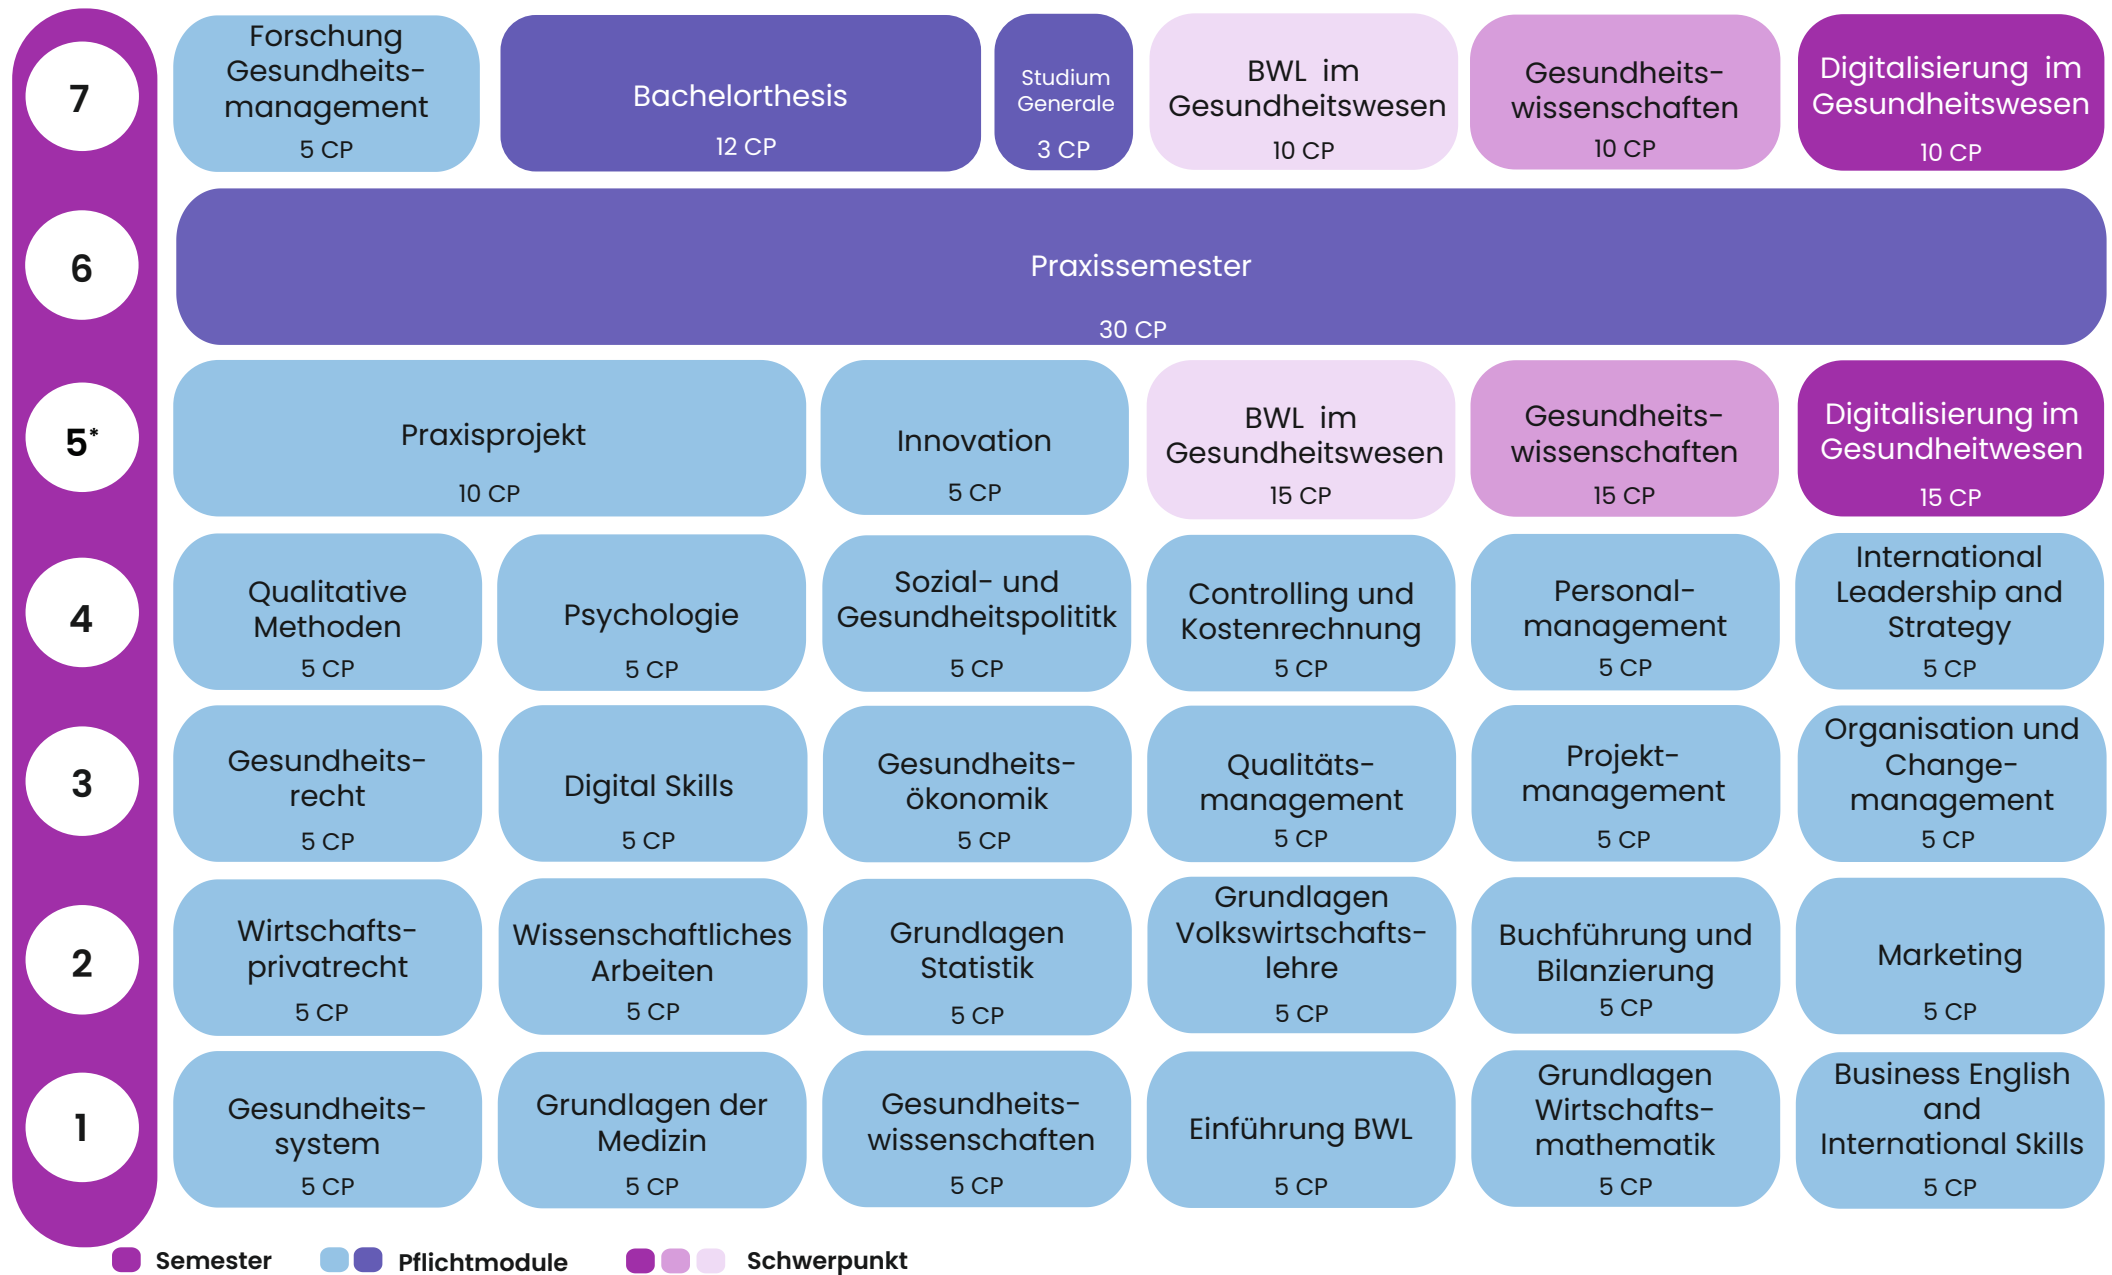 7
Forschung
Gesundheits-
management
5 CP
Bachelorthesis
12 CP
Studium
Generale
3 CP
BWL im
Gesundheitswesen
10 CP
Gesundheits-
wissenschaften
10 CP
Digitalisierung im
Gesundheitswesen
10 CP
6
Praxissemester
30 CP
5*
Praxisprojekt
10 CP
Innovation
5 CP
BWL im
Gesundheitswesen
15 CP
Gesundheits-
wissenschaften
15 CP
Digitalisierung im
Gesundheitwesen
15 CP
4
Qualitative
Methoden
5 CP
Psychologie
5 CP
Sozial- und
Gesundheitspolititk
5 CP
Controlling und
Kostenrechnung
5 CP
Personal-
management
5 CP
International
Leadership and
Strategy
5 CP
3
Gesundheits-
recht
5 CP
Digital Skills
5 CP
Gesundheits-
ökonomik
5 CP
Qualitäts-
management
5 CP
Projekt-
management
5 CP
Organisation und
Change-
management
5 CP
2
Wirtschafts-
privatrecht
5 CP
Wissenschaftliches
Arbeiten
5 CP
Grundlagen
Statistik
5 CP
Grundlagen
Volkswirtschafts-
lehre
5 CP
Buchführung und
Bilanzierung
5 CP
Marketing
5 CP
1
Gesundheits-
system
5 CP
Grundlagen der
Medizin
5 CP
Gesundheits-
wissenschaften
5 CP
Einführung BWL
5 CP
Grundlagen
Wirtschafts-
mathematik
5 CP
Business English
and
International Skills
5 CP
Semester
Pflichtmodule
Schwerpunkt